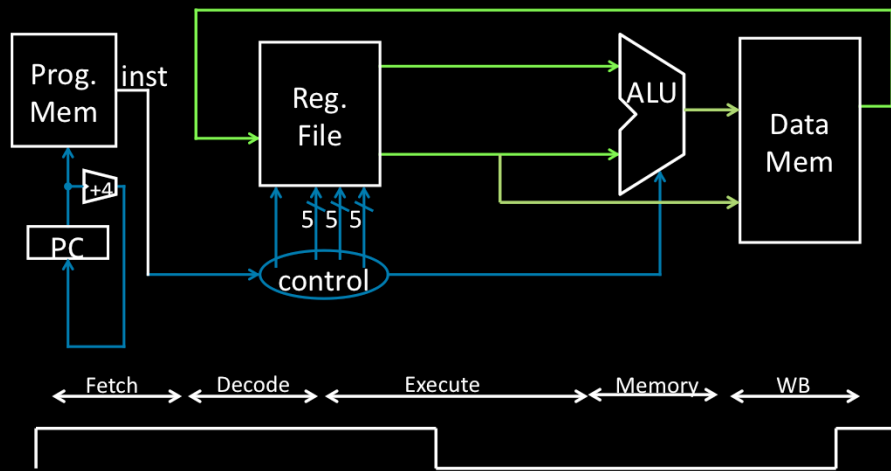 Prog.
Mem
inst
+4
PC
Reg.
File
5 5 5
control
ALU
Data
Mem
Fetch Decode Execute Memory WB